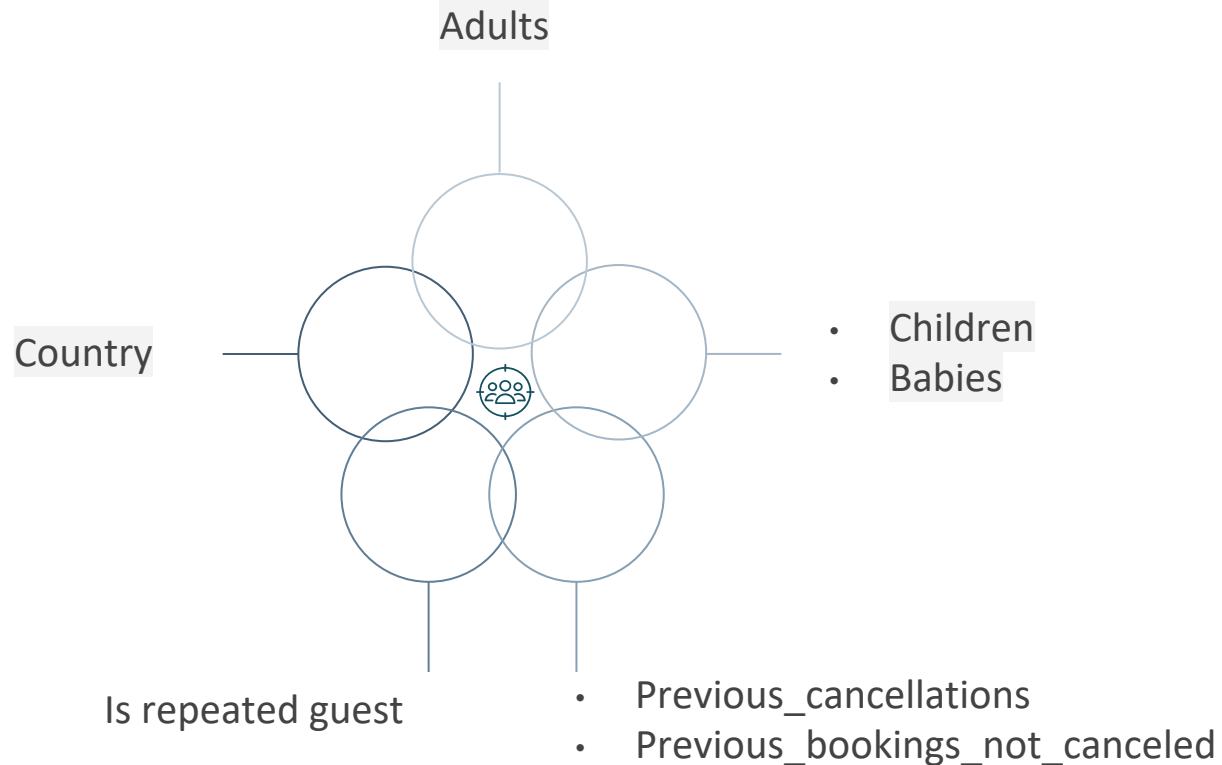 Adults
Country
• Children
• Babies
Is repeated guest
• Previous_cancellations
• Previous_bookings_not_canceled